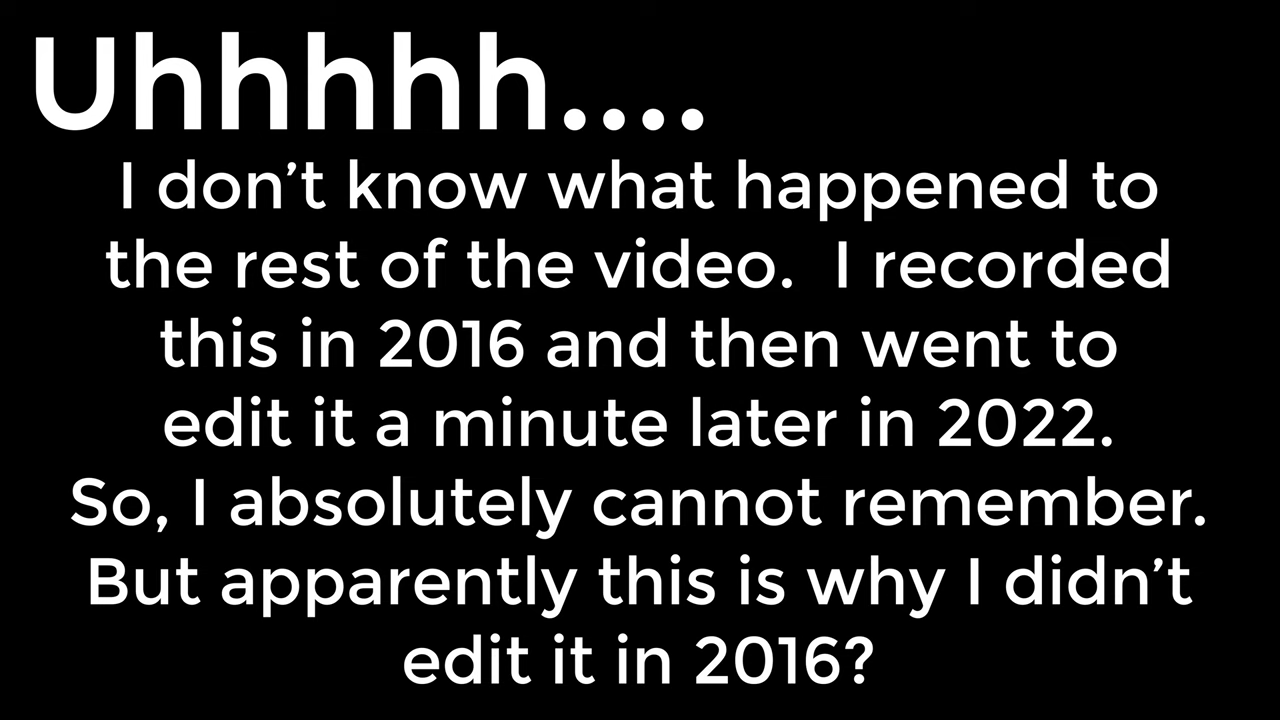 Uhhhhh....
I don’t know what happened to
the rest of the video.  I recorded
this in 2016 and then went to
edit it a minute later in 2022.
So, I absolutely cannot remember.
But apparently this is why I didn’t
edit it in 2016?